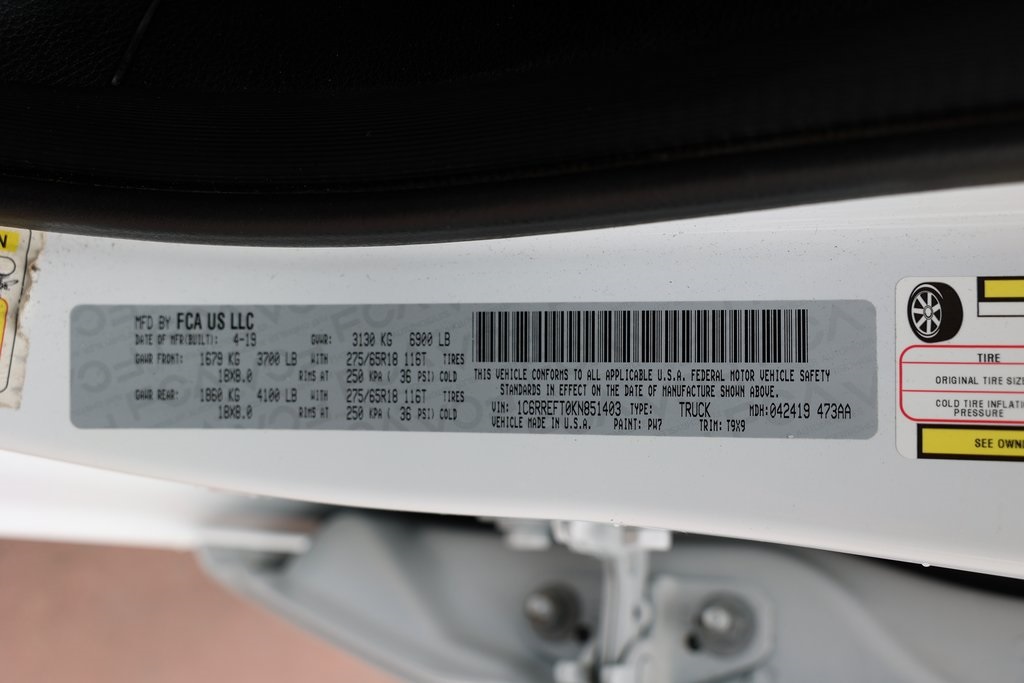 N
MFD BY FCA US LLC
DATE OF MFR(BUILT): 4-19 GVWR: 3130 KG 6900 LB
GAWR FRONT: 1679 KG 3700 LB WITH 275/65R18 116T TIRES
18X8.0 RIMS AT 250 KPA ( 36 PSI) COLD
GAWR REAR: 1860 KG 4100 LB WITH 275/65R18 116T TIRES
18X8.0 RIMS AT 250 KPA ( 36 PSI) COLD
THIS VEHICLE CONFORMS TO ALL APPLICABLE U.S.A. FEDERAL MOTOR VEHICLE SAFETY
STANDARDS IN EFFECT ON THE DATE OF MANUFACTURE SHOWN ABOVE.
VIN: 1C6RREFT0KN851403 TYPE: TRUCK MDH: 042419 473AA
VEHICLE MADE IN U.S.A. PAINT: PW7 TRIM: T9X9
TIRE
ORIGINAL TIRE SIZE
COLD TIRE INFLATI
PRESSURE
SEE OWNE